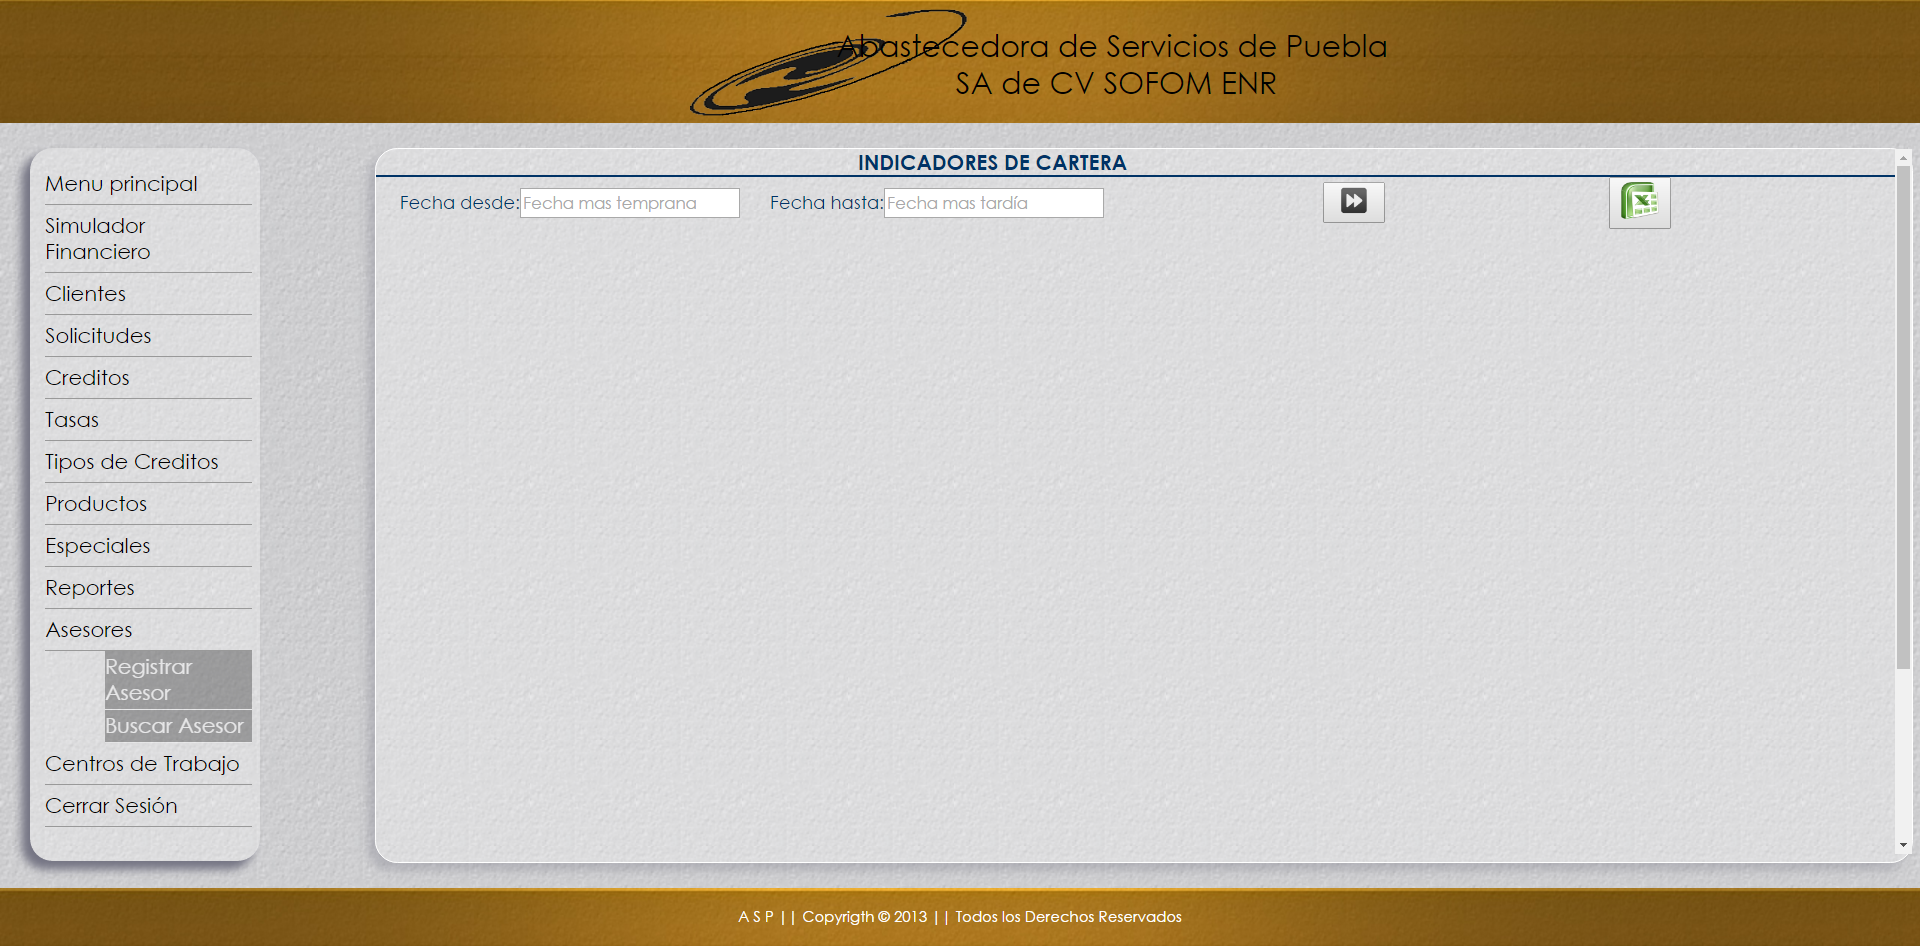 Abastecedora de Servicios de Puebla
SA de CV SOFOM ENR
Menu principal
Simulador
Financiero
Clientes
Solicitudes
Creditos
Tasas
Tipos de Creditos
Productos
Especiales
Reportes
Asesores
Registrar
Asesor
Buscar Asesor
Centros de Trabajo
Cerrar Sesión
INDICADORES DE CARTERA
Fecha desde: Fecha mas temprana Fecha hasta: Fecha mas tardía
A S P || Copyrigth © 2013 || Todos los Derechos Reservados